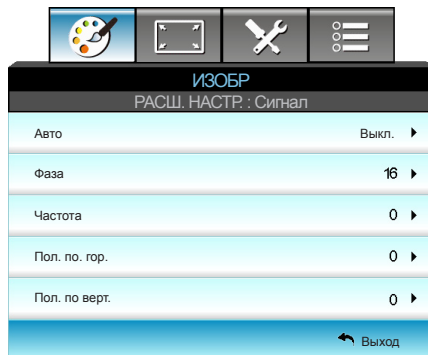 ИЗОБР
РАСШ. НАСТР. : Сигнал
Авто Выкл.
Фаза 16
Частота 0
Пол. по. гор. 0
Пол. по верт. 0
Выход